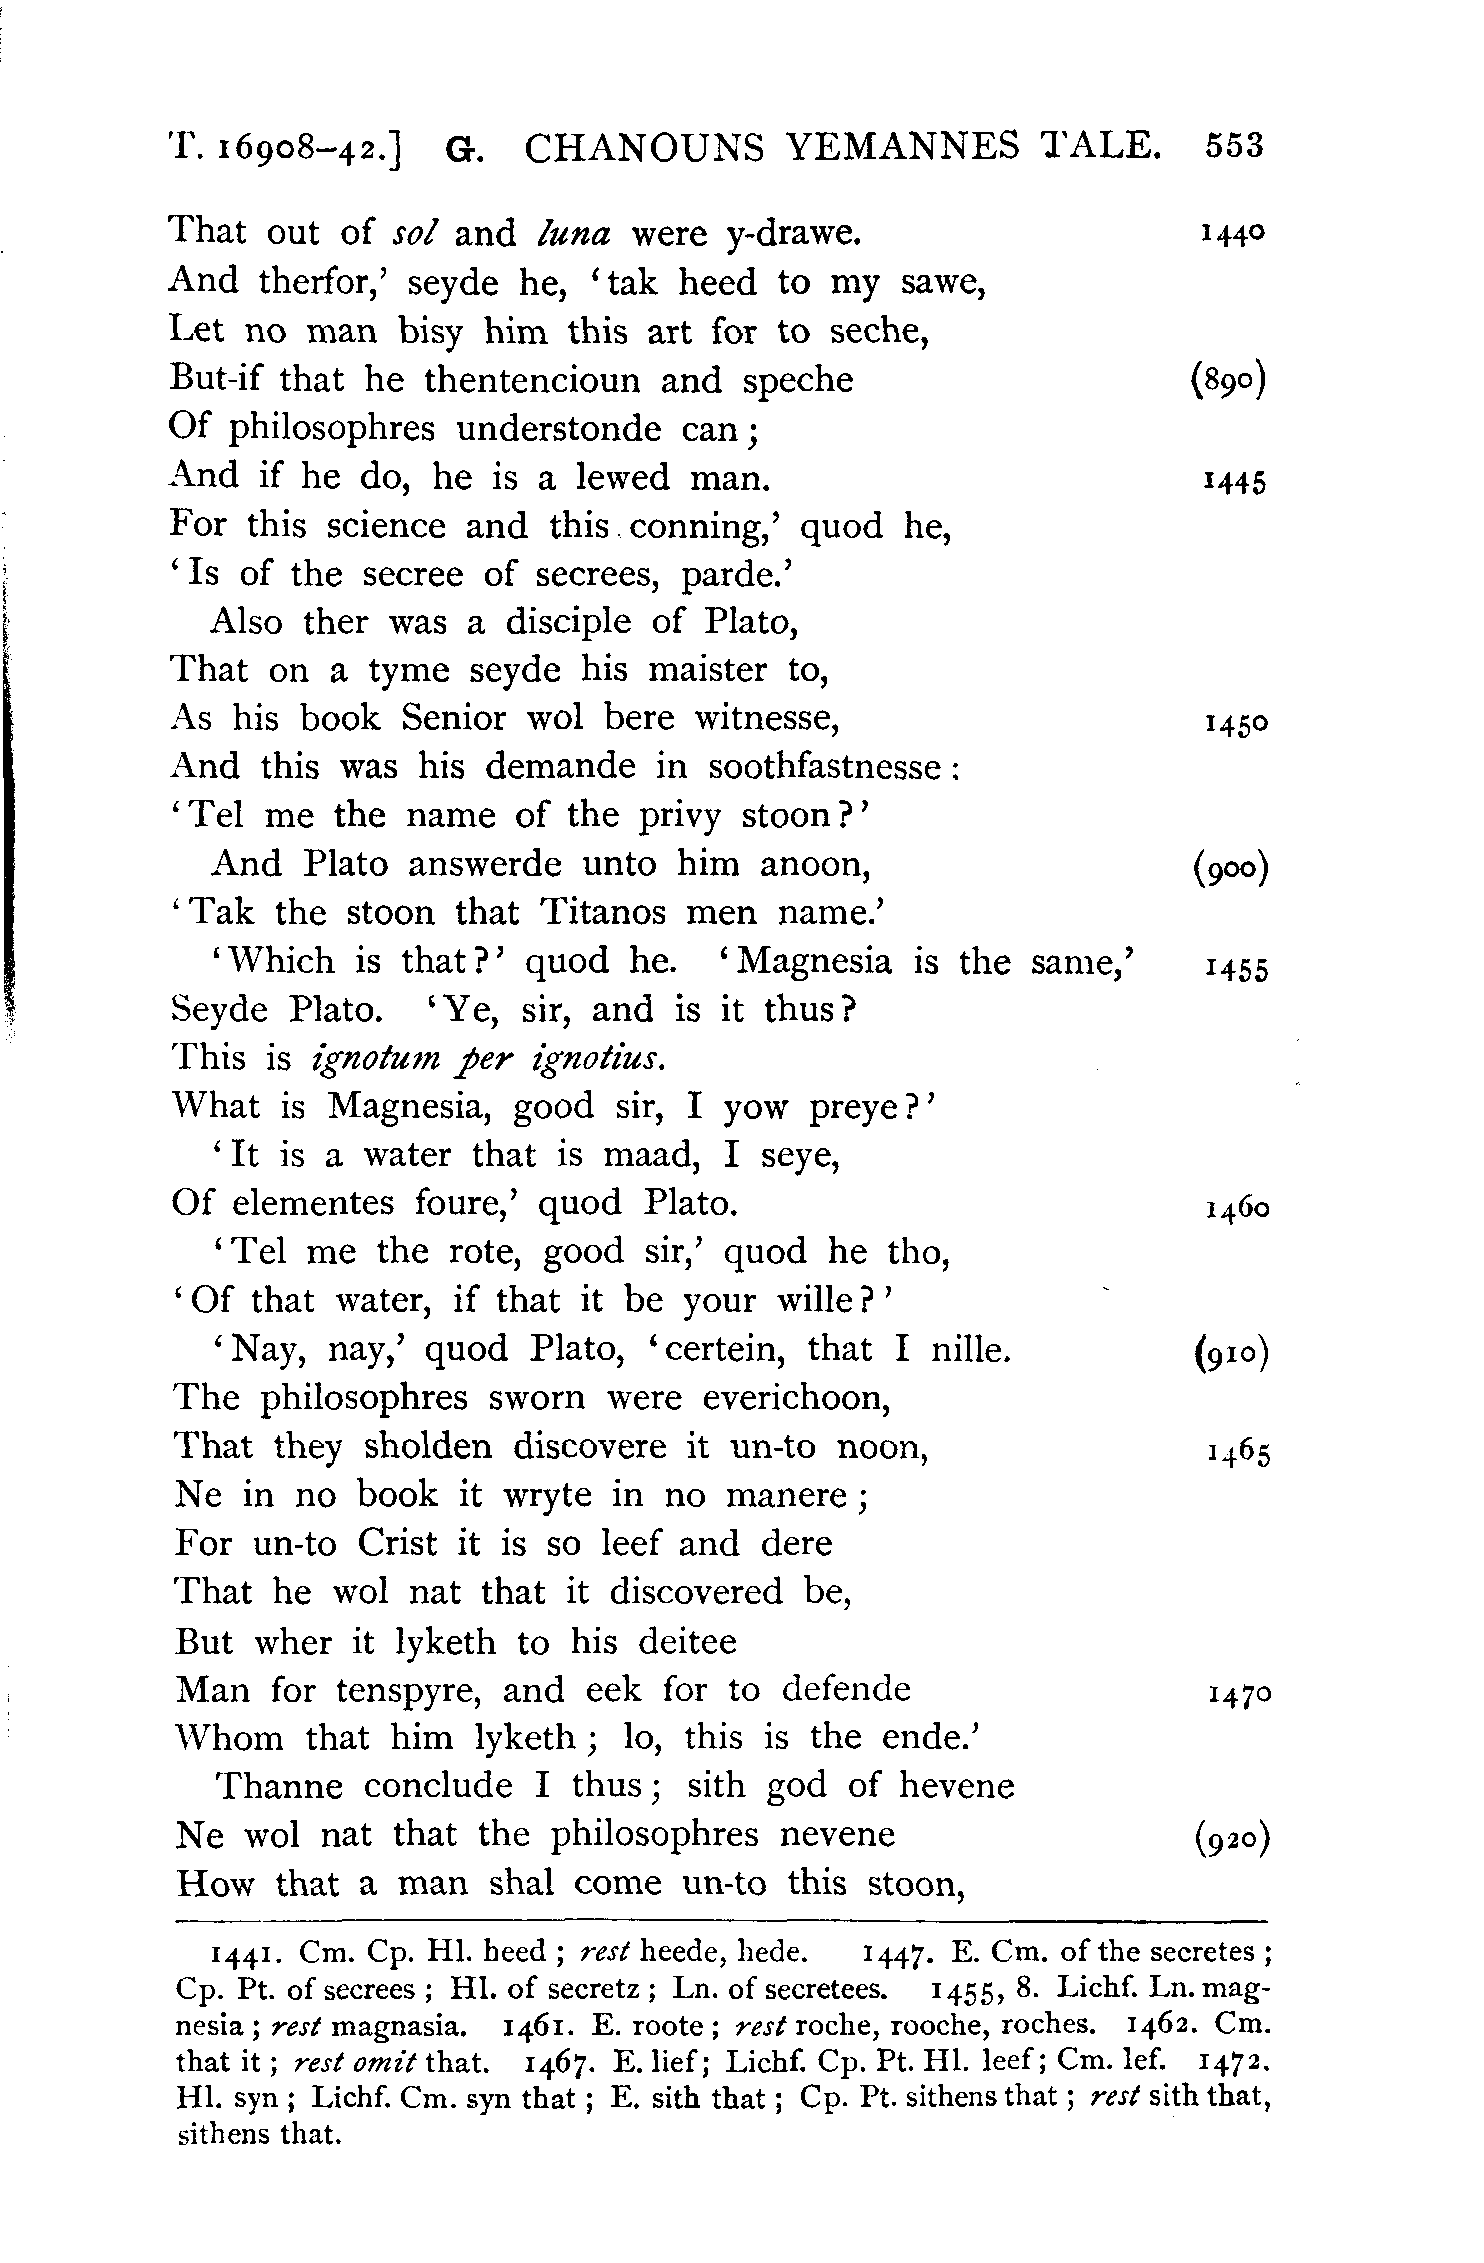 T. 16908–42.] G. CHANOUNS YEMANNES TALE. 553
That out of sol and luna were y-drawe. 1440
And therfor,’ seyde he, ‘tak heed to my sawe,
Let no man bisy him this art for to seche,
But-if that he thentencioun and speche (890)
Of philosophres understonde can;
And if he do, he is a lewed man. 1445
For this science and this conning,’ quod he,
‘Is of the secree of secrees, parde.’
Also ther was a disciple of Plato,
That on a tyme seyde his maister to,
As his book Senior wol bere witnesse, 1450
And this was his demande in soothfastnesse:
‘Tel me the name of the privy stoon?’
And Plato answerde unto him anoon, (900)
‘Tak the stoon that Titanos men name.’
‘Which is that?’ quod he. ‘Magnesia is the same,’ 1455
Seyde Plato. ‘Ye, sir, and is it thus?
This is ignotum per ignotius.
What is Magnesia, good sir, I yow preye?’
‘It is a water that is maad, I seye,
Of elementes foure,’ quod Plato. 1460
‘Tel me the rote, good sir,’ quod he tho,
‘Of that water, if that it be your wille?’
‘Nay, nay,’ quod Plato, ‘certein, that I nille. (910)
The philosophres sworn were everichoon,
That they sholden discovere it un-to noon, 1465
Ne in no book it wryte in no manere;
For un-to Crist it is so leef and dere
That he wol nat that it discovered be,
But wher it lyketh to his deitee
Man for tenspyre, and eek for to defende 1470
Whom that him lyketh; lo, this is the ende.’
Thanne conclude I thus; sith god of hevene
Ne wol nat that the philosophres nevene (920)
How that a man shal come un-to this stoon,
1441. Cm. Cp. Hl. heed; rest heede, hede. 1447. E. Cm. of the secretes;
Cp. Pt. of secrees; Hl. of secretz; Ln. of secretees. 1455, 8. Lichf. Ln. mag-
nesia; rest magnasia. 1461. E. roote; rest roche, rooche, roches. 1462. Cm.
that it; rest omit that. 1467. E. lief; Lichf. Cp. Pt. Hl. leef; Cm. lef. 1472.
Hl. syn; Lichf. Cm. syn that; E. sith that; Cp. Pt. sithens that; rest sith that,
sithens that.